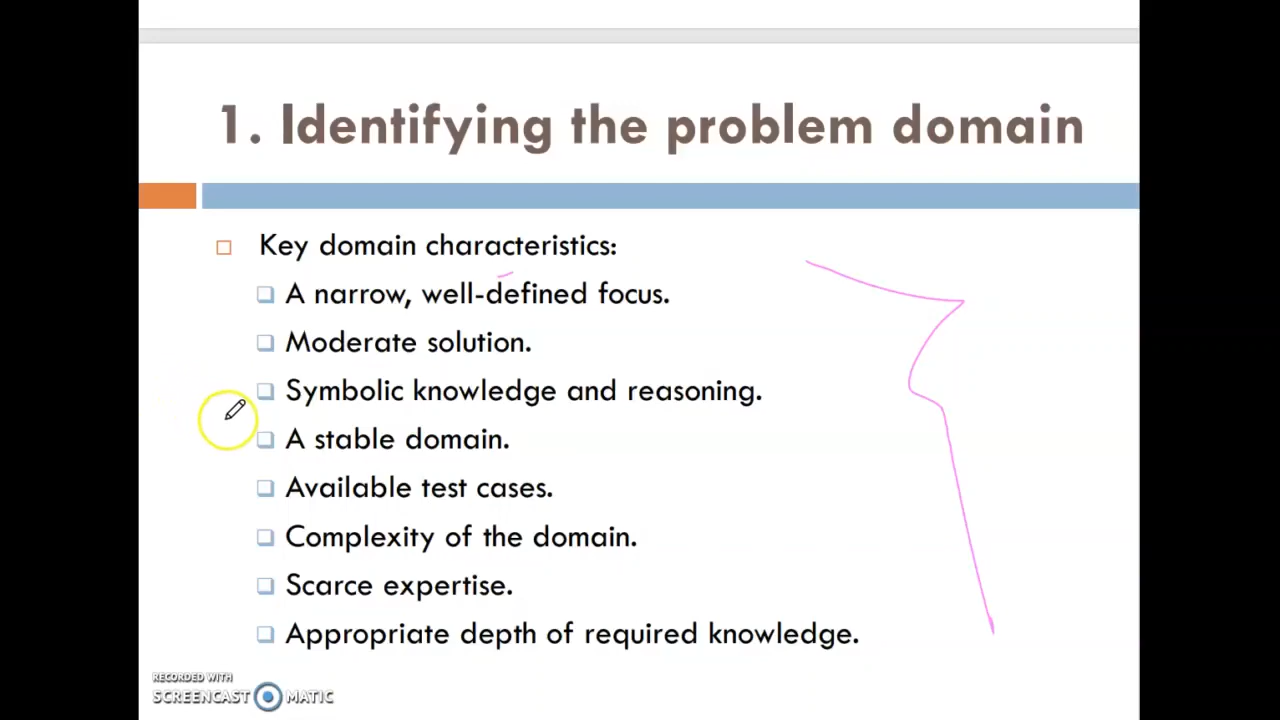 1. Identifying the problem domain
Key domain characteristics:
A narrow, well-defined focus.
Moderate solution.
Symbolic knowledge and reasoning.
A stable domain.
Available test cases.
Complexity of the domain.
Scarce expertise.
Appropriate depth of required knowledge.
RECORDED WITH
SCREENCAST MATIC